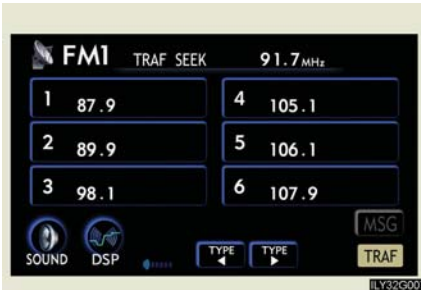 FM1 TRAF SEEK 91.7MHz
1 87.9
4 105.1
2 89.9
5 106.1
3 98.1
6 107.9
MSG
SOUND DSP TYPE TYPE TRAF
ILY32G00